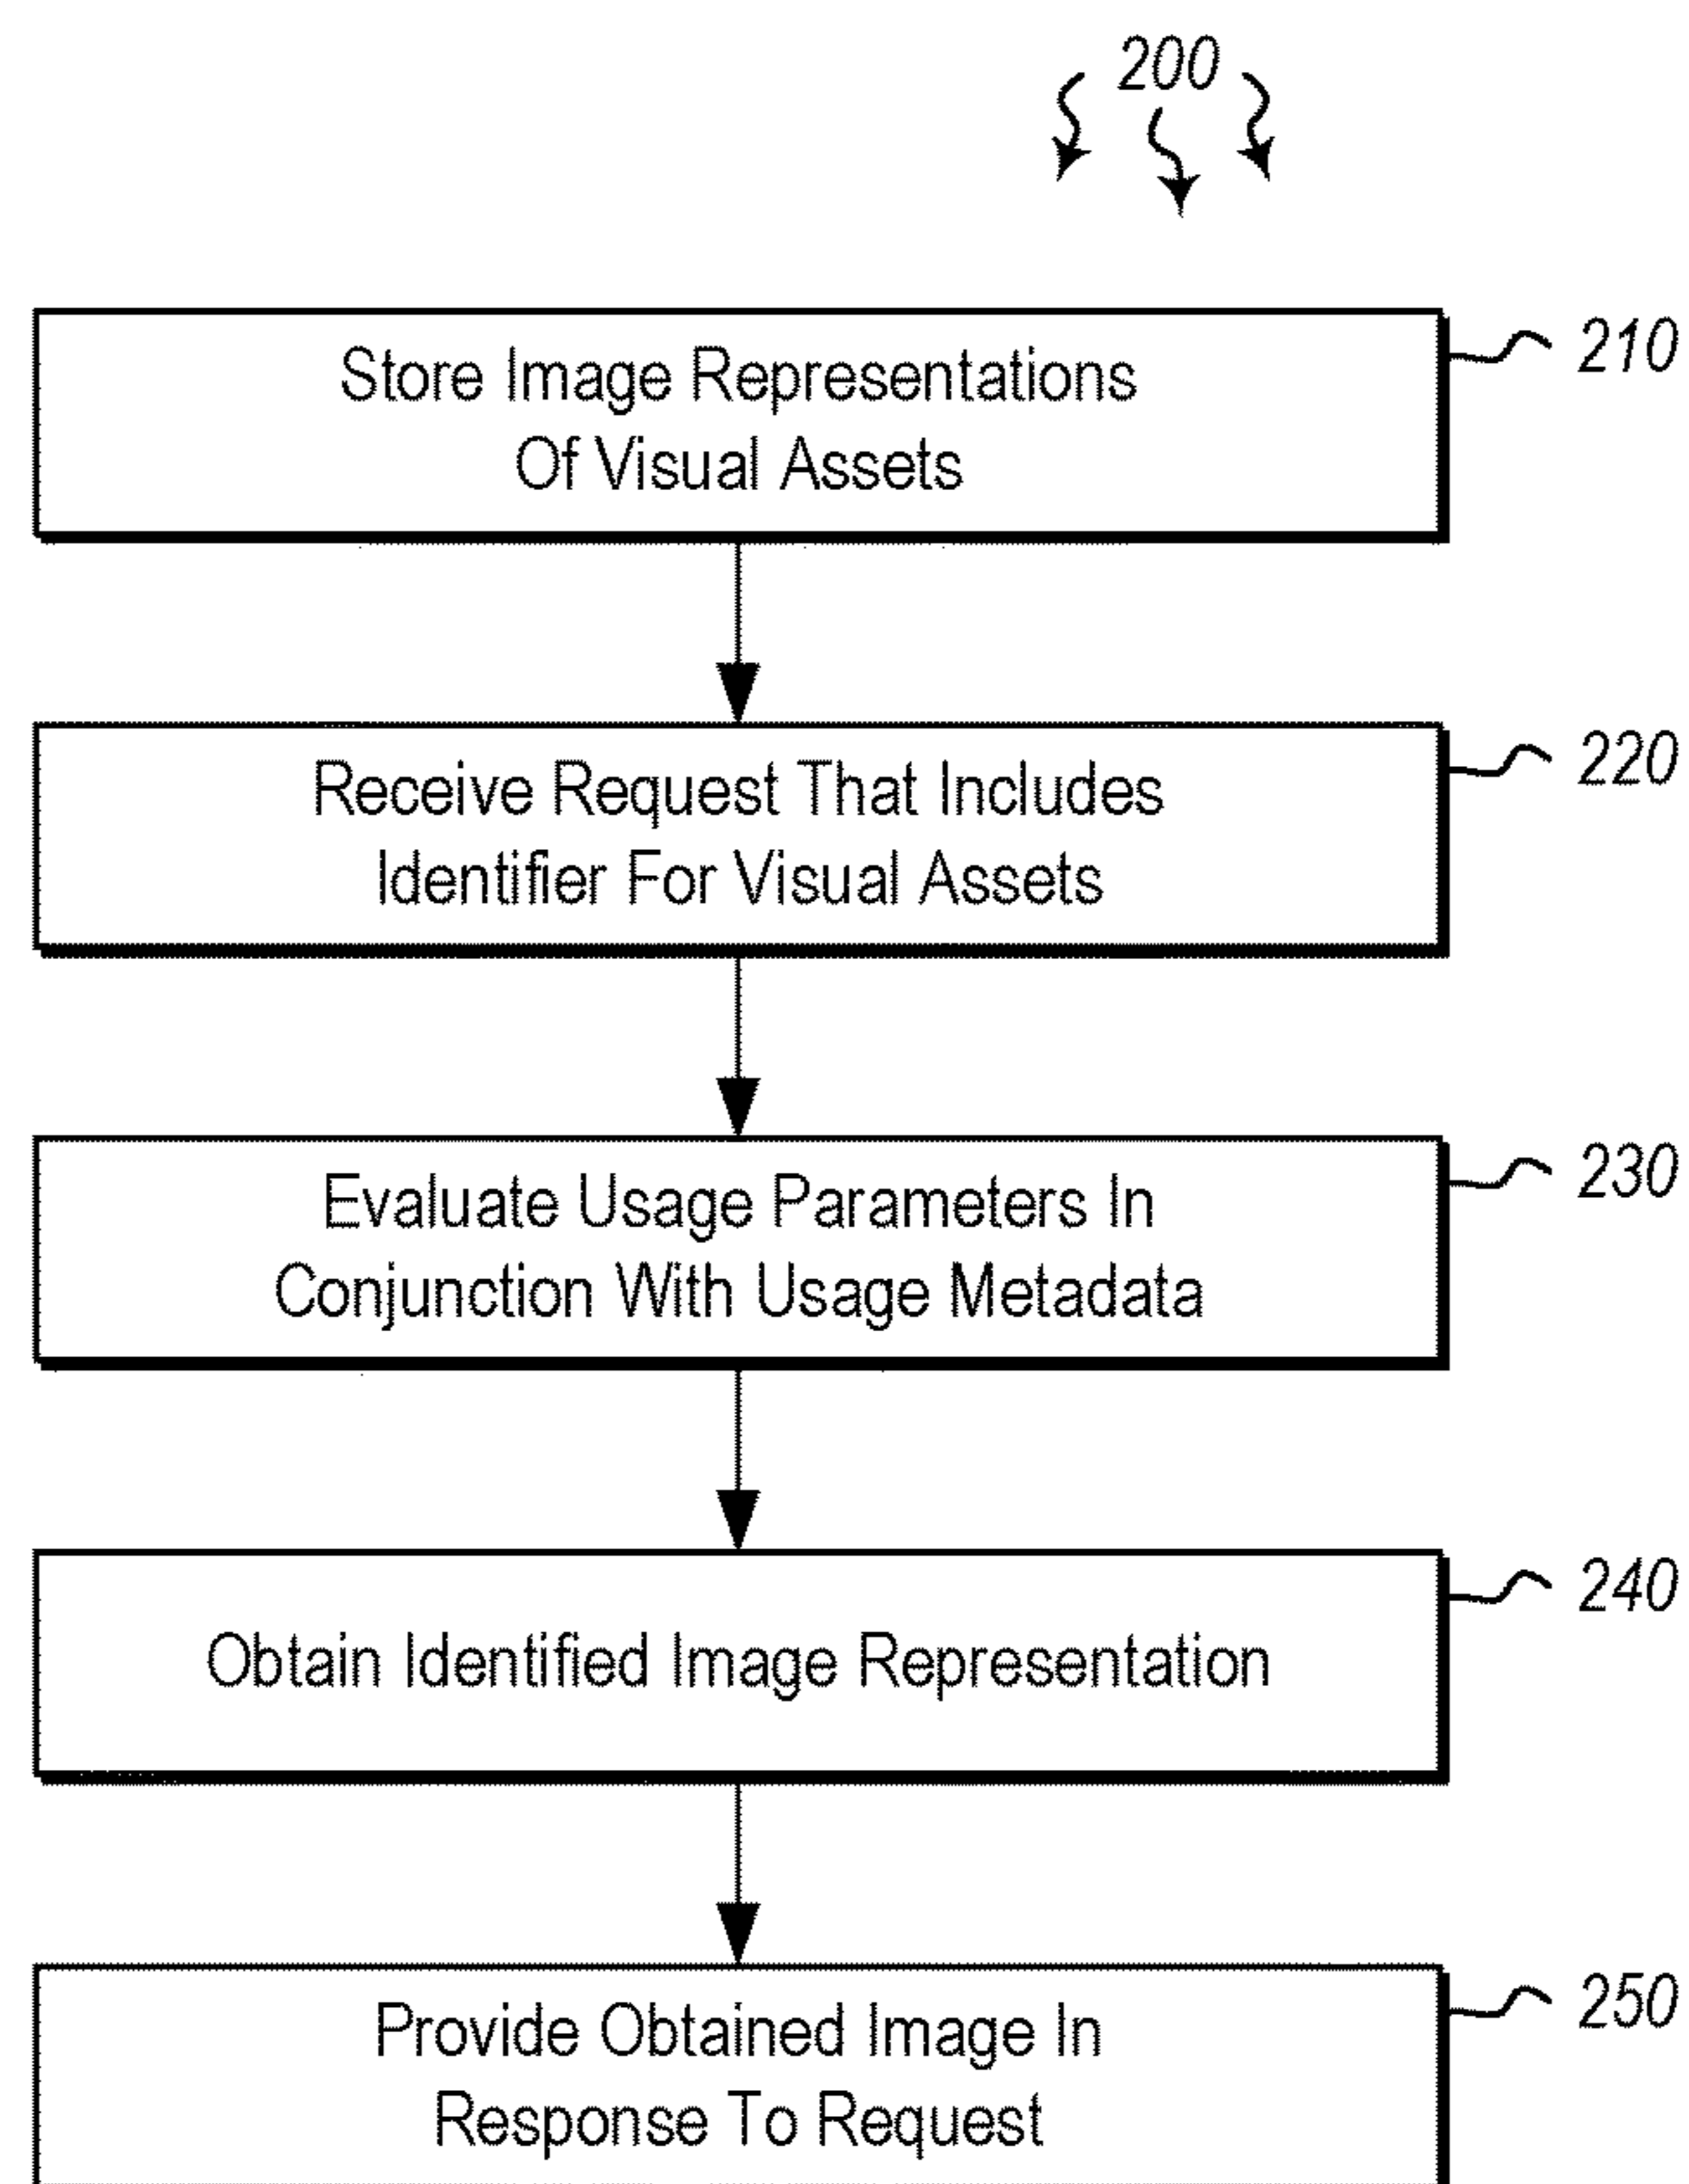 200
Store Image Representations
Of Visual Assets
210
Receive Request That Includes
Identifier For Visual Assets
220
Evaluate Usage Parameters In
Conjunction With Usage Metadata
230
Obtain Identified Image Representation
240
Provide Obtained Image In
Response To Request
250